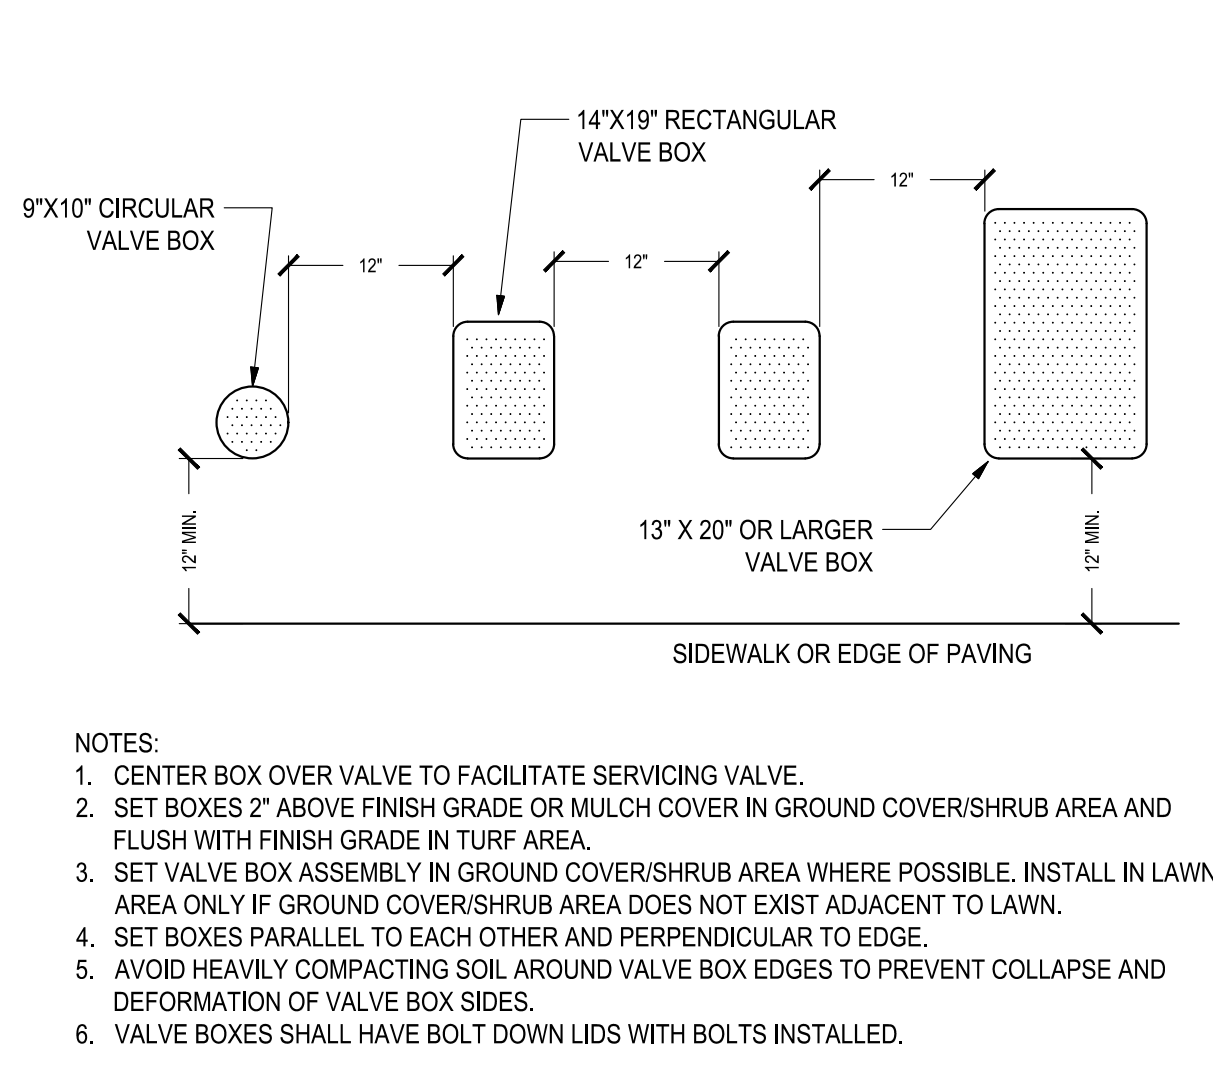 14"X19" RECTANGULAR
VALVE BOX
12"
9"X10" CIRCULAR
VALVE BOX
12"
12"
13" X 20" OR LARGER
VALVE BOX
12" MIN.
12" MIN.
SIDEWALK OR EDGE OF PAVING
NOTES:
1. CENTER BOX OVER VALVE TO FACILITATE SERVICING VALVE.
2. SET BOXES 2" ABOVE FINISH GRADE OR MULCH COVER IN GROUND COVER/SHRUB AREA AND
FLUSH WITH FINISH GRADE IN TURF AREA.
3. SET VALVE BOX ASSEMBLY IN GROUND COVER/SHRUB AREA WHERE POSSIBLE. INSTALL IN LAWN
AREA ONLY IF GROUND COVER/SHRUB AREA DOES NOT EXIST ADJACENT TO LAWN.
4. SET BOXES PARALLEL TO EACH OTHER AND PERPENDICULAR TO EDGE.
5. AVOID HEAVILY COMPACTING SOIL AROUND VALVE BOX EDGES TO PREVENT COLLAPSE AND
DEFORMATION OF VALVE BOX SIDES.
6. VALVE BOXES SHALL HAVE BOLT DOWN LIDS WITH BOLTS INSTALLED.